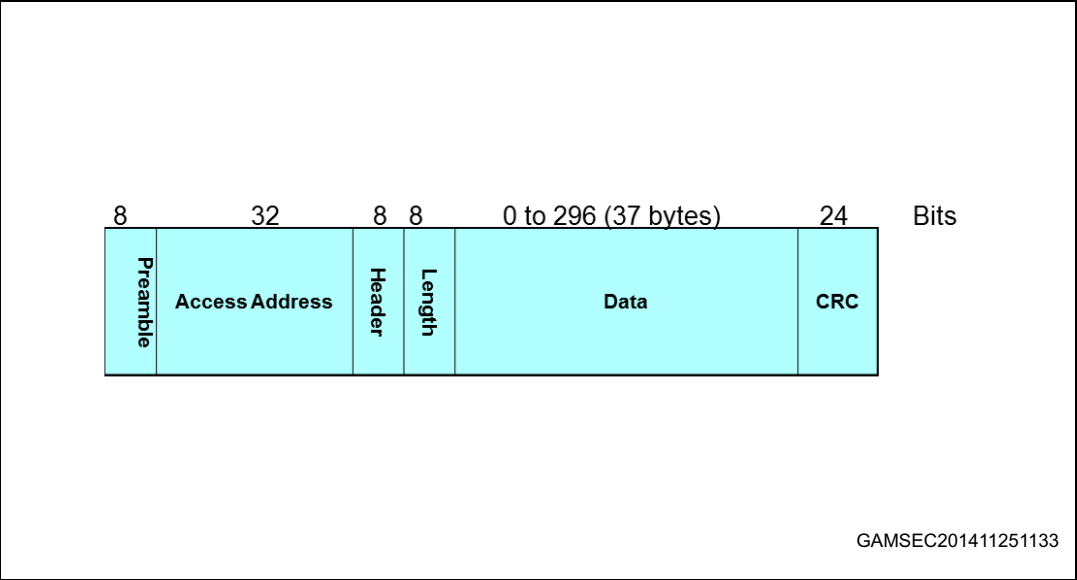 8 32 8 8 0 to 296 (37 bytes) 24 Bits
Preamble Access Address Header Length Data CRC
GAMSEC201411251133